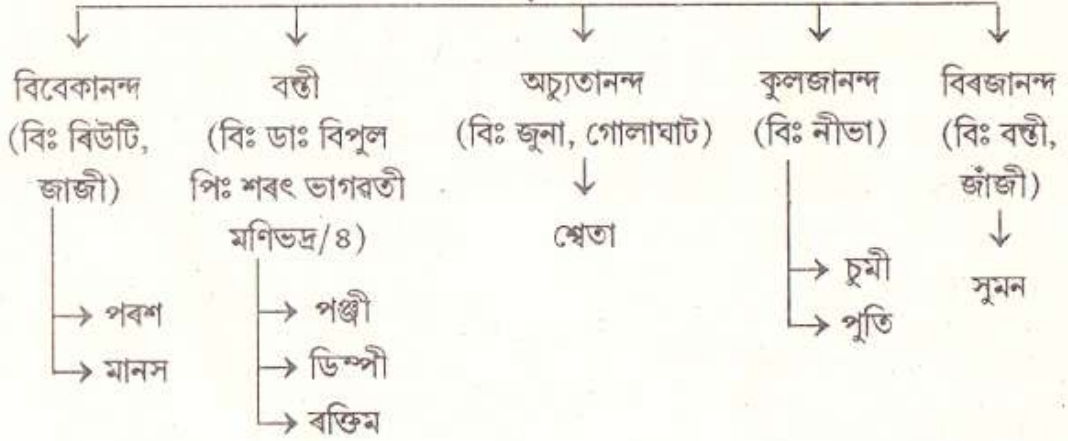 বিবেকানন্দ
(বিঃ ৰিউটি,
জাজী)
পৰশ
মানস
বন্তী
(বিঃ ডাঃ বিপুল
পিঃ শৰৎ ভাগৱতী
মণিভদ্ৰ/৪)
পঞ্জী
ডিম্পী
ৰক্তিম
অচ্যুতানন্দ
(বিঃ জুনা, গোলাঘাট)
শ্বেতা
কুলজানন্দ
(বিঃ নীভা)
চুমী
পুতি
বিৰজানন্দ
(বিঃ বন্তী,
জাঁজী)
সুমন